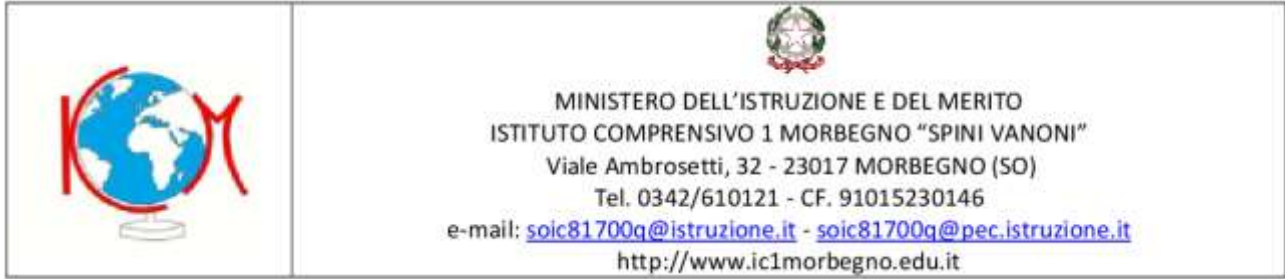 ICM
MINISTERO DELL’ISTRUZIONE E DEL MERITO
ISTITUTO COMPRENSIVO 1 MORBEGNO “SPINI VANONI”
Viale Ambrosetti, 32 - 23017 MORBEGNO (SO)
Tel. 0342/610121 - CF. 91015230146
e-mail: soic81700q@istruzione.it - soic81700q@pec.istruzione.it
http://www.ic1morbegno.edu.it